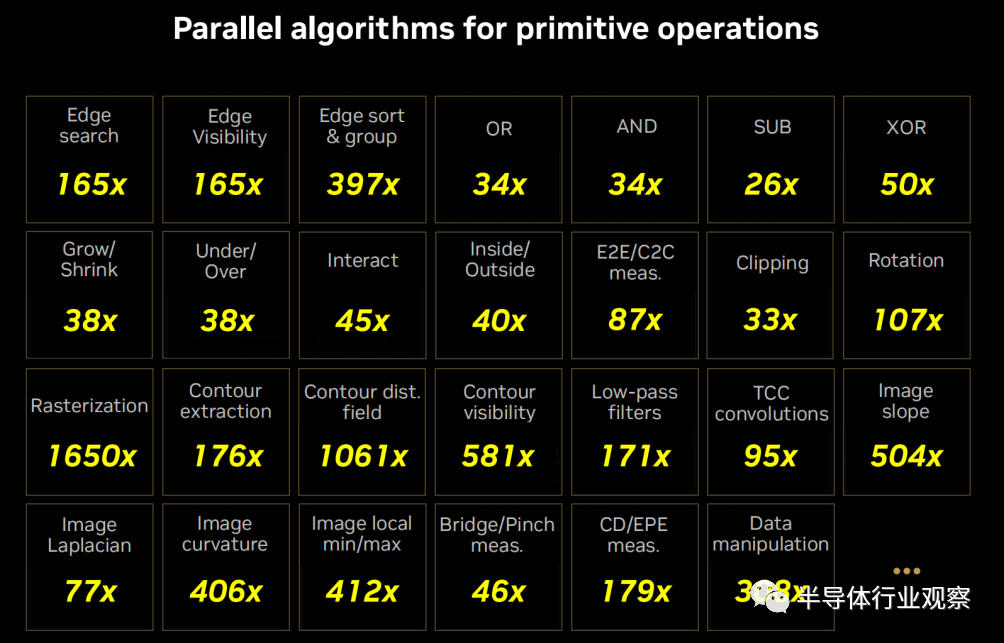 Parallel algorithms for primitive operations
Edge
search
165x
Edge
Visibility
165x
Edge sort
& group
397x
OR
34x
AND
34x
SUB
26x
XOR
50x
Grow/
Shrink
38x
Under/
Over
38x
Interact
45x
Inside/
Outside
40x
E2E/C2C
meas.
87x
Clipping
33x
Rotation
107x
Rasterization
1650x
Contour
extraction
176x
Contour dist.
field
1061x
Contour
visibility
581x
Low-pass
filters
171x
TCC
convolutions
95x
Image
slope
504x
Image
Laplacian
77x
Image
curvature
406x
Image local
min/max
412x
Bridge/Pinch
meas.
46x
CD/EPE
meas.
179x
Data
manipulation
•••
半导体行业观察